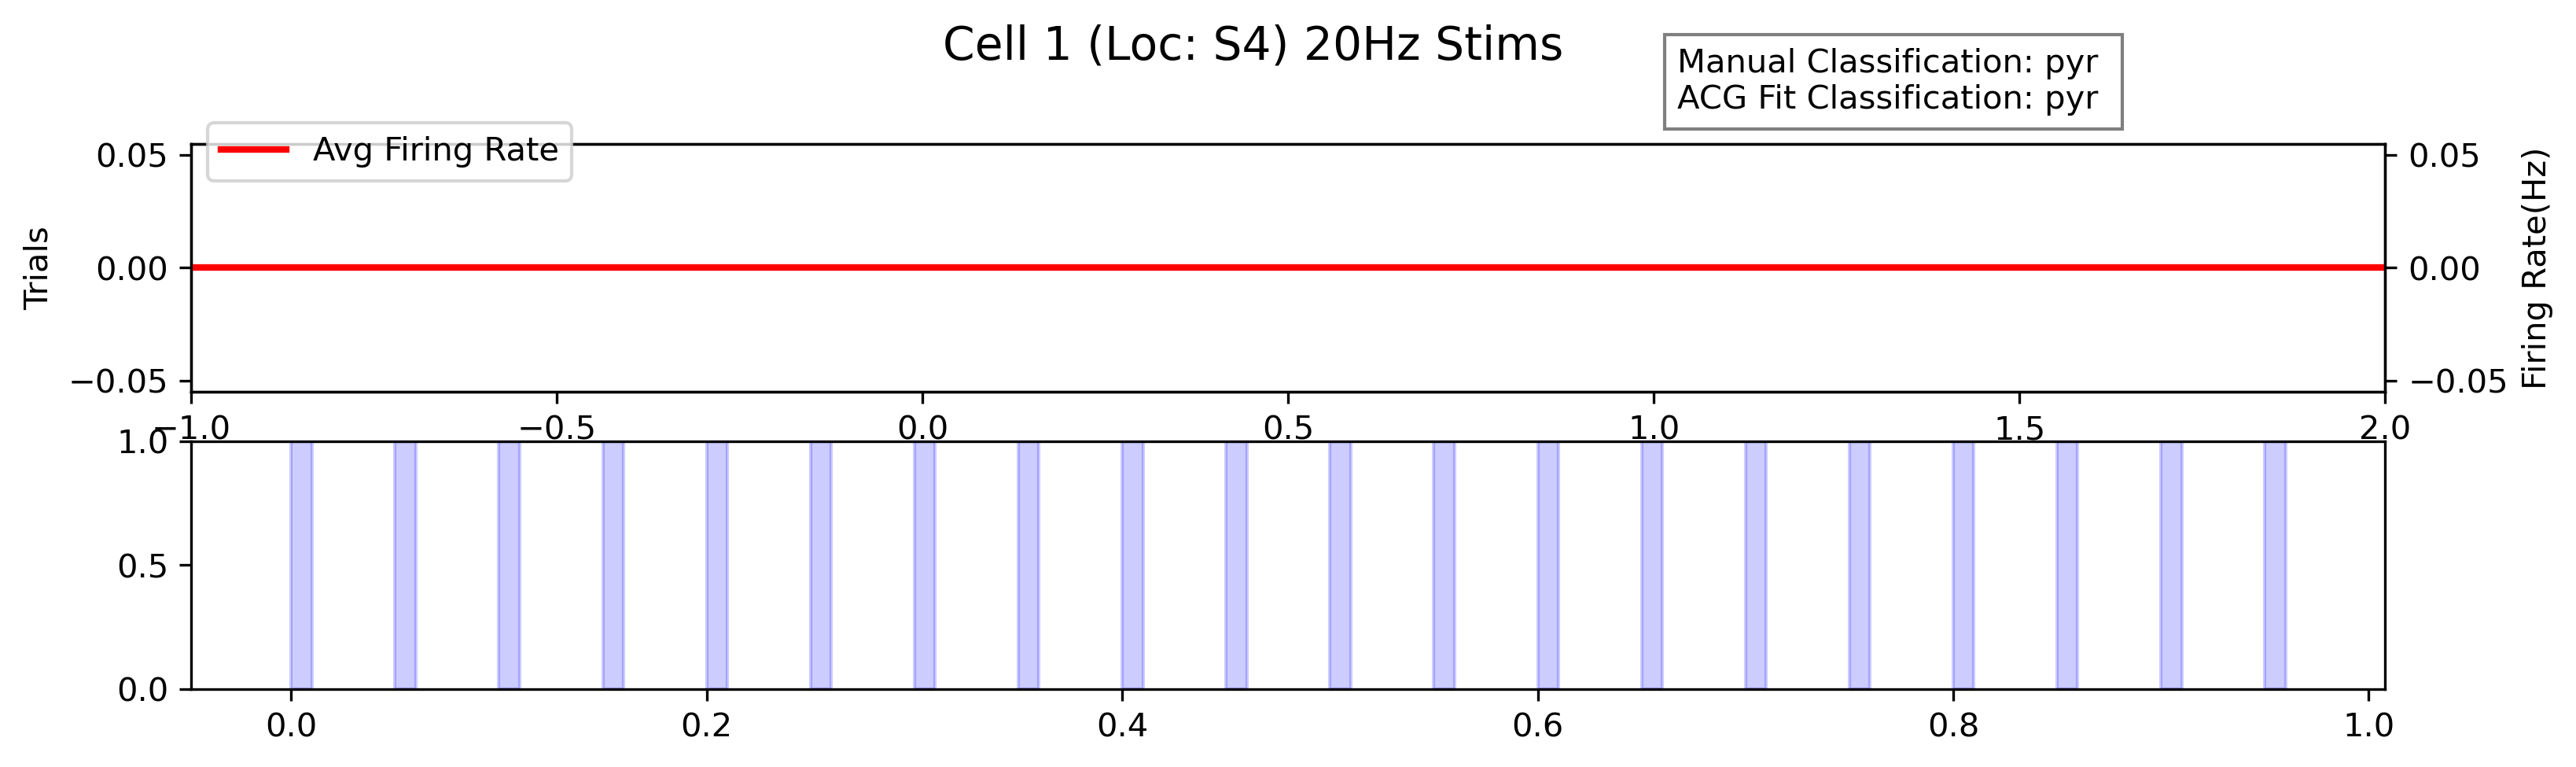 Cell 1 (Loc: S4) 20Hz Stims
Manual Classification: pyr
ACG Fit Classification: pyr
Avg Firing Rate
0.05
0.00
−0.05
Trials
0.05
0.00
−0.05
Firing Rate(Hz)
−1.0 −0.5 0.0 0.5 1.0 1.5 2.0
1.0
0.5
0.0
0.0 0.2 0.4 0.6 0.8 1.0